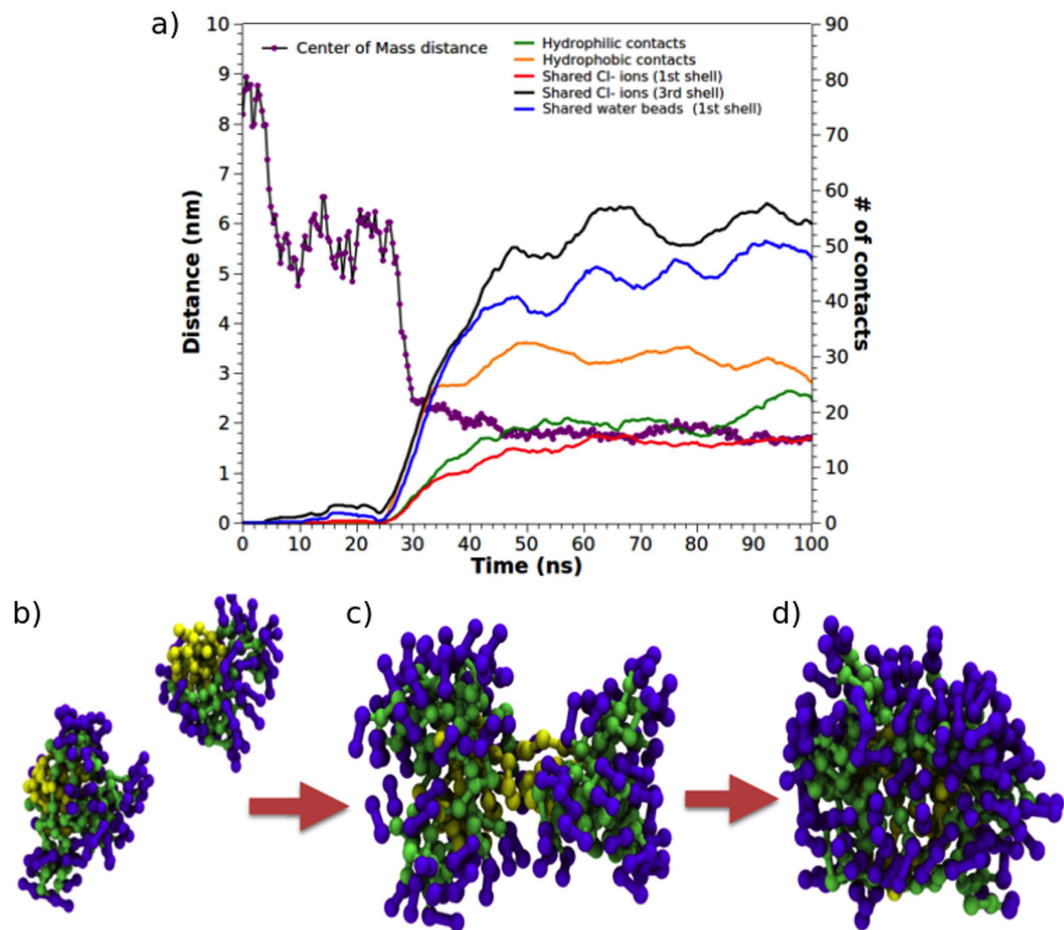 a)
10
9
8
7
6
5
4
3
2
1
0
Distance (nm)
Center of Mass distance
Hydrophilic contacts
Hydrophobic contacts
Shared Cl- ions (1st shell)
Shared Cl- ions (3rd shell)
Shared water beads (1st shell)
90
80
70
60
50
40
30
20
10
0
# of contacts
0 10 20 30 40 50 60 70 80 90 100
Time (ns)
b)
c)
d)